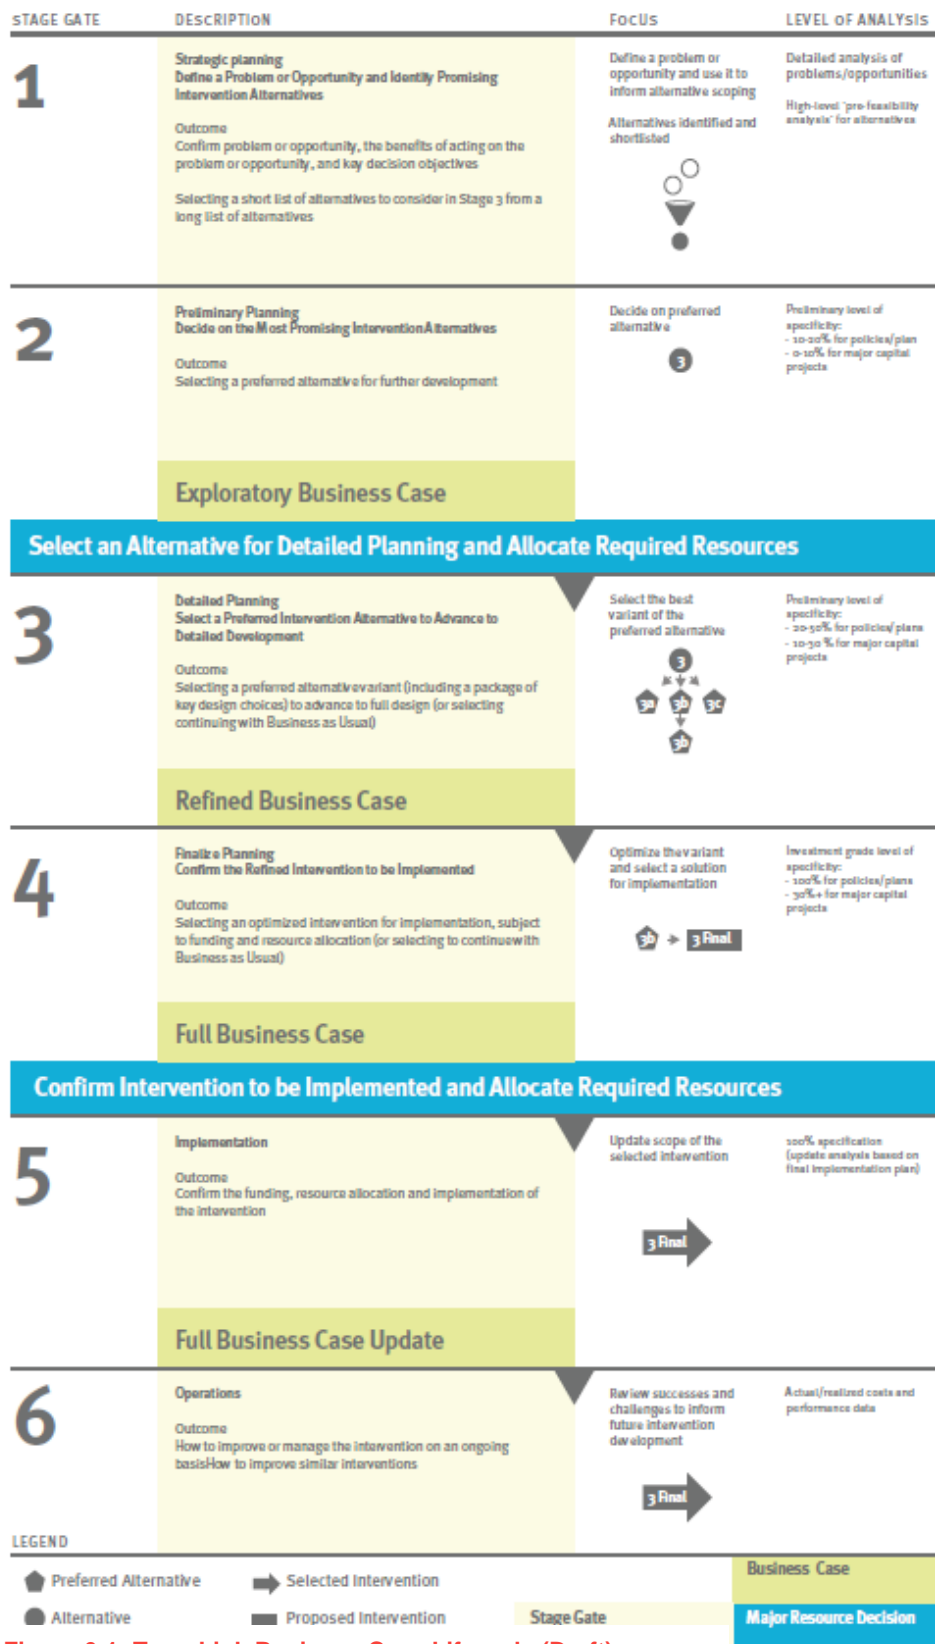 STAGE GATE DESCRIPTION FOCUS LEVEL OF ANALYSIS
1
Strategic planning
Define a Problem or Opportunity and Identify Promising
Intervention Alternatives
Outcome
Confirm problem or opportunity, the benefits of acting on the
problem or opportunity, and key decision objectives
Selecting a short list of alternatives to consider in Stage 3 from a
long list of alternatives
Define a problem or
opportunity and use it to
inform alternative scoping
Alternatives identified and
shortlisted
Detailed analysis of
problems/opportunities
High-level 'pre-feasibility
analysis' for alternatives
2
Preliminary Planning
Decide on the Most Promising Intervention Alternatives
Outcome
Selecting a preferred alternative for further development
Decide on preferred
alternative
3
Preliminary level of
specificity:
- 10-20% for policies/plan
- 0-10% for major capital
projects
Exploratory Business Case
Select an Alternative for Detailed Planning and Allocate Required Resources
3
Detailed Planning
Select a Preferred Intervention Alternative to Advance to
Detailed Development
Outcome
Selecting a preferred alternative variant (including a package of
key design choices) to advance to full design (or selecting
continuing with Business as Usual)
Select the best
variant of the
preferred alternative
3
3a 3b 3c
3b
Preliminary level of
specificity:
- 20-50% for policies/plans
- 10-30 % for major capital
projects
Refined Business Case
4
Finalize Planning
Confirm the Refined Intervention to be Implemented
Outcome
Selecting an optimized intervention for implementation, subject
to funding and resource allocation (or selecting to continue with
Business as Usual)
Optimize the variant
and select a solution
for implementation
3b 3 Final
Investment grade level of
specificity:
- 100% for policies/plans
- 30%+ for major capital
projects
Full Business Case
Confirm Intervention to be Implemented and Allocate Required Resources
5
Implementation
Outcome
Confirm the funding, resource allocation and implementation of
the intervention
Update scope of the
selected intervention
3 Final
100% specification
(update analysis based on
final implementation plan)
Full Business Case Update
6
Operations
Outcome
How to improve or manage the intervention on an ongoing
basisHow to improve similar interventions
Review successes and
challenges to inform
future intervention
development
3 Final
Actual/realized costs and
performance data
LEGEND
Preferred Alternative Selected Intervention Business Case
Alternative Proposed Intervention Stage Gate Major Resource Decision